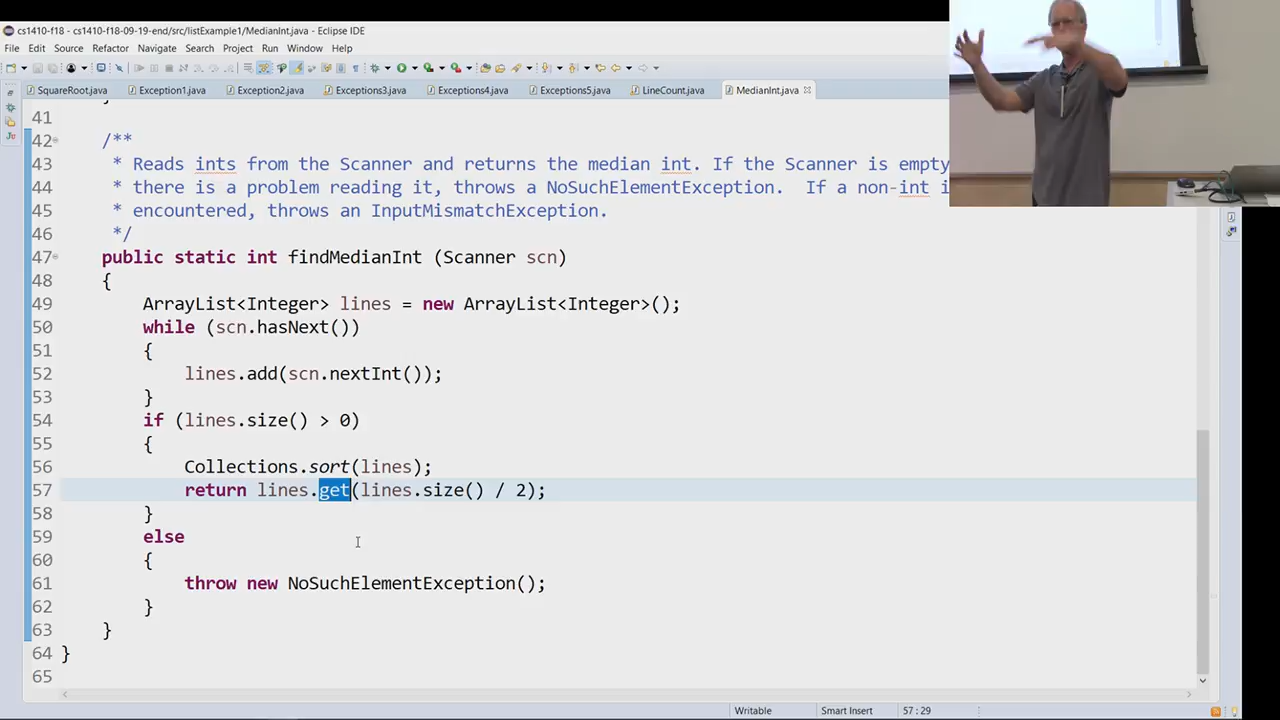 cs1410-f18 - cs1410-f18-09-19-end/src/listExample1/MedianInt.java - Eclipse IDE
File Edit Source Refactor Navigate Search Project Run Window Help
SquareRoot.java Exception1.java Exception2.java Exceptions3.java Exceptions4.java Exceptions5.java LineCount.java MedianInt.java
41 }
42 /**
43 * Reads ints from the Scanner and returns the median int. If the Scanner is empty
44 * there is a problem reading it, throws a NoSuchElementException. If a non-int i
45 * encountered, throws an InputMismatchException.
46 */
47 public static int findMedianInt (Scanner scn)
48 {
49 ArrayList<Integer> lines = new ArrayList<Integer>();
50 while (scn.hasNext())
51 {
52 lines.add(scn.nextInt());
53 }
54 if (lines.size() > 0)
55 {
56 Collections.sort(lines);
57 return lines.get(lines.size() / 2);
58 }
59 else
60 {
61 throw new NoSuchElementException();
62 }
63 }
64 }
65
Writable Smart Insert 57 : 29